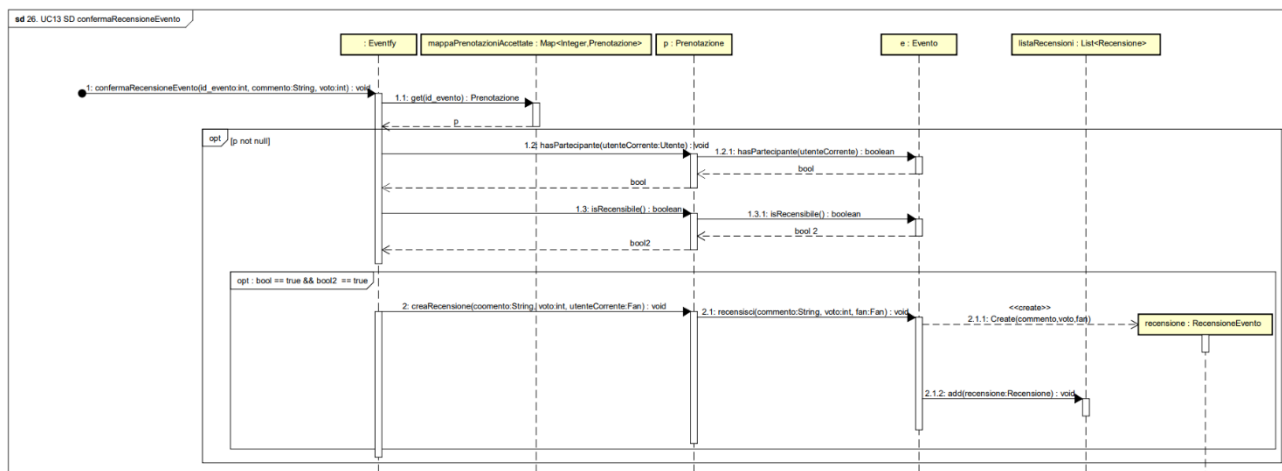 sd 26. UC13 SD confermaRecensioneEvento
: Eventfy
mappaPrenotazioniAccettate : Map<Integer,Prenotazione>
p : Prenotazione
e : Evento
listaRecensioni : List<Recensione>
1: confermaRecensioneEvento(id_evento:int, commento:String, voto:int) : void
1.1: get(id_evento) : Prenotazione
p
opt
[p not null]
1.2: hasPartecipante(utenteCorrente:Utente) : void
1.2.1: hasPartecipante(utenteCorrente) : boolean
bool
bool
1.3: isRecensibile() : boolean
1.3.1: isRecensibile() : boolean
bool 2
bool2
opt : bool == true && bool2 == true
2: creaRecensione(coomento:String, voto:int, utenteCorrente:Fan) : void
2.1: recensisci(commento:String, voto:int, fan:Fan) : void
<<create>>
2.1.1: Create(commento,voto,fan)
recensione : RecensioneEvento
2.1.2: add(recensione:Recensione) : void